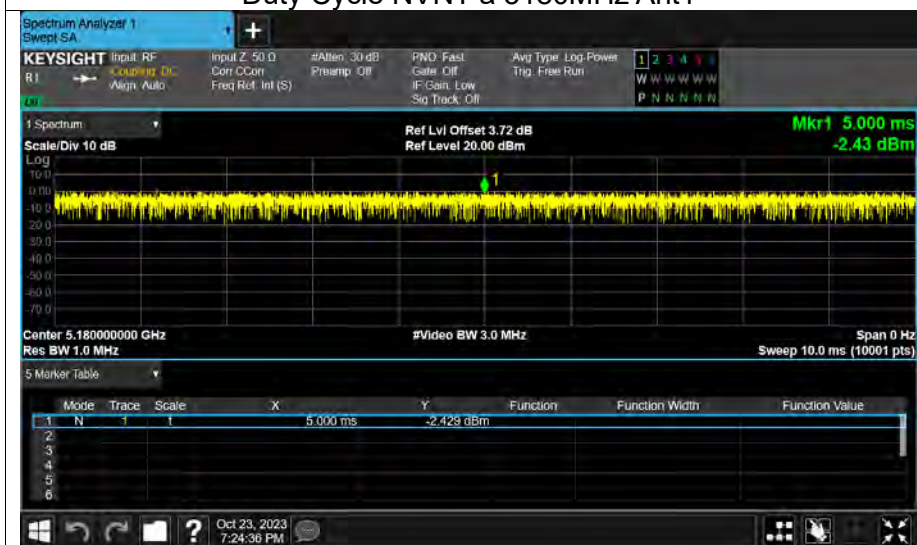 Duty Cycle NVNT a 5180MHz Ant1
Spectrum Analyzer 1
Swept SA
+
KEYSIGHT
R1
Input: RF
Coupling: DC
Align: Auto
Input Z: 50 Ω
Corr CCorr
Freq Ref: Int (S)
#Atten: 30 dB
Preamp: Off
PNO: Fast
Gate: Off
IF Gain: Low
Sig Track: Off
Avg Type: Log-Power
Trig: Free Run
1 2 3 4 5 6
W W W W W W
P N N N N N
1 Spectrum
Scale/Div 10 dB
Ref Lvl Offset 3.72 dB
Ref Level 20.00 dBm
Mkr1 5.000 ms
-2.43 dBm
Log
10.0
0.00
-10.0
-20.0
-30.0
-40.0
-50.0
-60.0
-70.0
1
Center 5.180000000 GHz
Res BW 1.0 MHz
#Video BW 3.0 MHz
Span 0 Hz
Sweep 10.0 ms (10001 pts)
5 Marker Table
Mode Trace Scale X Y Function Function Width Function Value
1 N 1 t 5.000 ms -2.429 dBm
2
3
4
5
6
?
Oct 23, 2023
7:24:36 PM